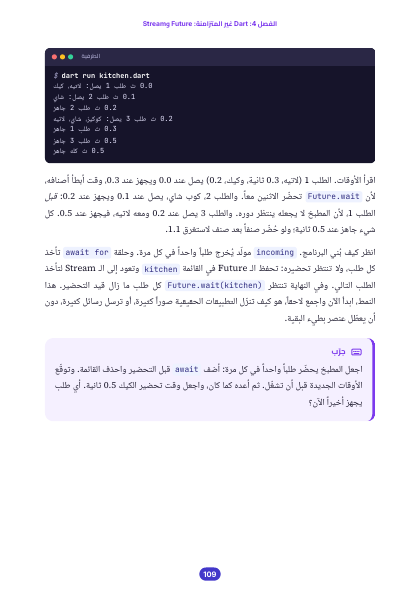 الفصل 4: Dart غير المتزامنة: Future وStream
الطرفية
$ dart run kitchen.dart
0.0 ث طلب 1 يصل: لاتيه، كيك
0.1 ث طلب 2 يصل: شاي
0.2 ث طلب 2 جاهز
0.2 ث طلب 3 يصل: كوكيز، شاي، لاتيه
0.3 ث طلب 1 جاهز
0.5 ث طلب 3 جاهز
0.5 ث كله جاهز
اقرأ الأوقات. الطلب 1 (لاتيه، 0.3 ثانية، وكيك، 0.2) يصل عند 0.0 ويجهز عند 0.3، وقت أبطأ أصنافه،
لأن Future.wait تحضّر الاثنين معاً. والطلب 2، كوب شاي، يصل عند 0.1 ويجهز عند 0.2: قبل
الطلب 1، لأن المطبخ لا يجعله ينتظر دوره. والطلب 3 يصل عند 0.2 ومعه لاتيه، فيجهز عند 0.5. كل
شيء جاهز عند 0.5 ثانية؛ ولو حُضّر صنفاً بعد صنف لاستغرق 1.1.
انظر كيف بُني البرنامج. incoming مولّد يُخرج طلباً واحداً في كل مرة. وحلقة await for تأخذ
كل طلب، ولا تنتظر تحضيره: تحفظ الـ Future في القائمة kitchen وتعود إلى الـ Stream لتأخذ
الطلب التالي. وفي النهاية تنتظر Future.wait(kitchen) كل طلب ما زال قيد التحضير. هذا
النمط، ابدأ الآن واجمع لاحقاً، هو كيف تنزّل التطبيقات الحقيقية صوراً كثيرة، أو ترسل رسائل كثيرة، دون
أن يعطل عنصر بطيء البقية.
جرّب
اجعل المطبخ يحضّر طلباً واحداً في كل مرة: أضف await قبل التحضير واحذف القائمة. وتوقّع
الأوقات الجديدة قبل أن تشغّل. ثم أعده كما كان، واجعل وقت تحضير الكيك 0.5 ثانية. أي طلب
يجهز أخيراً الآن؟
109